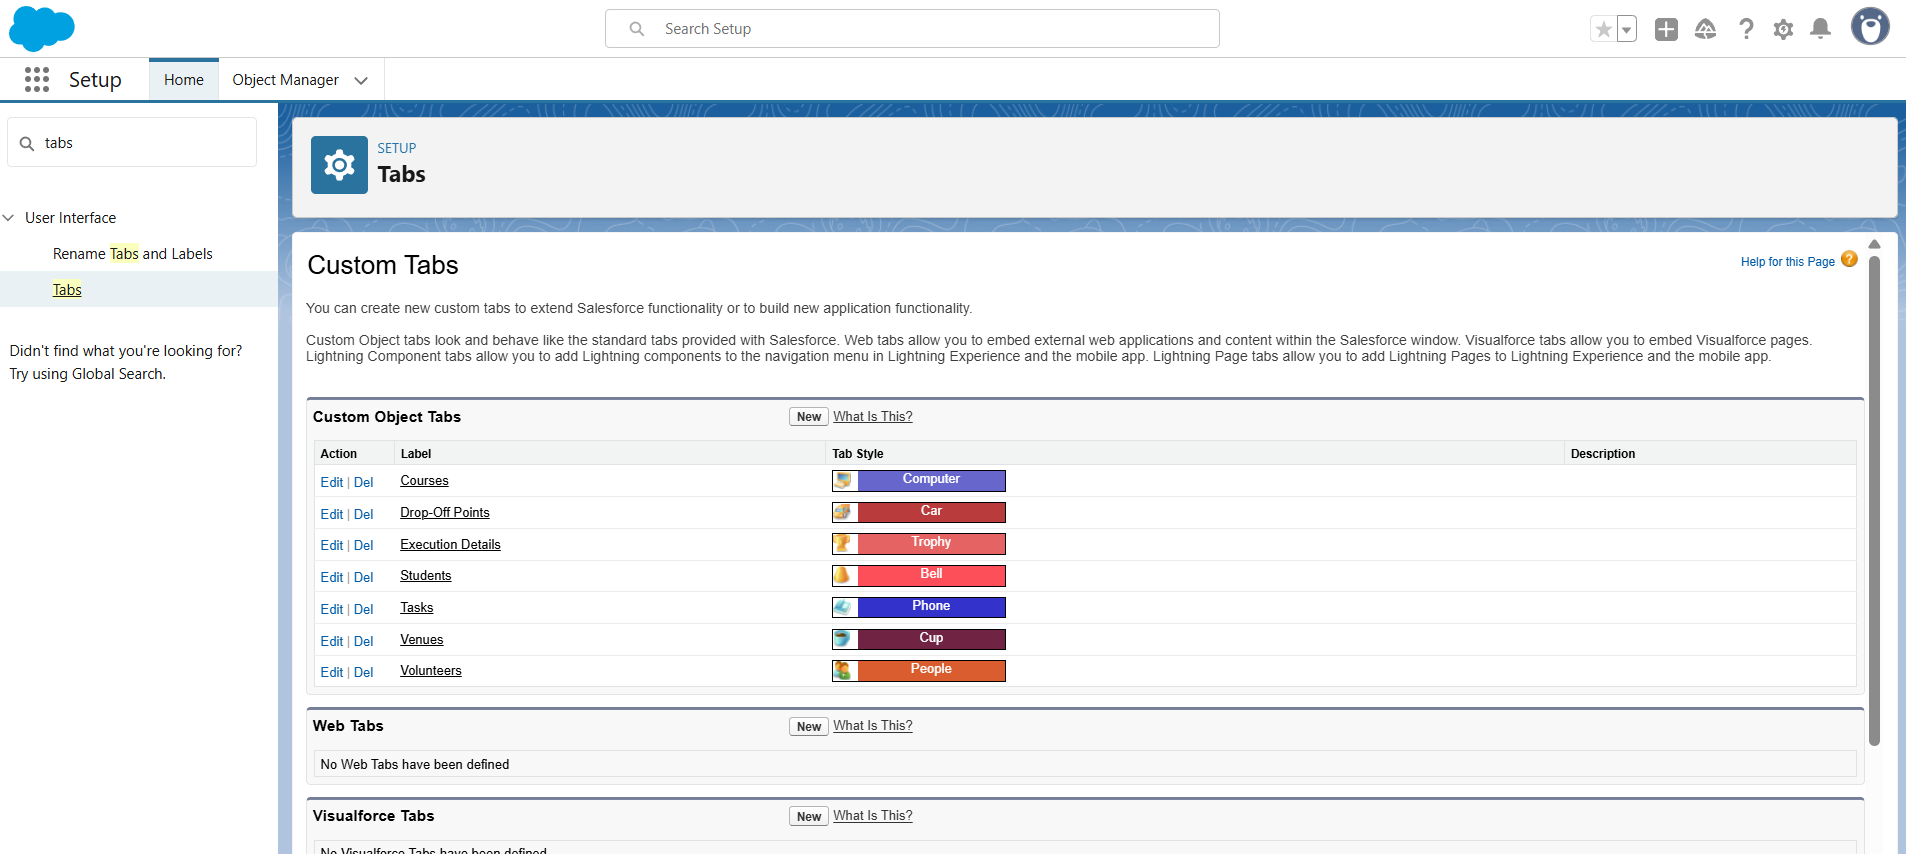 Search Setup
Setup
Home
Object Manager
tabs
User Interface
Rename Tabs and Labels
Tabs
Didn't find what you're looking for?
Try using Global Search.
SETUP
Tabs
Custom Tabs
Help for this Page
You can create new custom tabs to extend Salesforce functionality or to build new application functionality.
Custom Object tabs look and behave like the standard tabs provided with Salesforce. Web tabs allow you to embed external web applications and content within the Salesforce window. Visualforce tabs allow you to embed Visualforce pages.
Lightning Component tabs allow you to add Lightning components to the navigation menu in Lightning Experience and the mobile app. Lightning Page tabs allow you to add Lightning Pages to Lightning Experience and the mobile app.
Custom Object Tabs New What Is This?
Action Label Tab Style Description
Edit | Del Courses Computer
Edit | Del Drop-Off Points Car
Edit | Del Execution Details Trophy
Edit | Del Students Bell
Edit | Del Tasks Phone
Edit | Del Venues Cup
Edit | Del Volunteers People
Web Tabs New What Is This?
No Web Tabs have been defined
Visualforce Tabs New What Is This?
No Visualforce Tabs have been defined